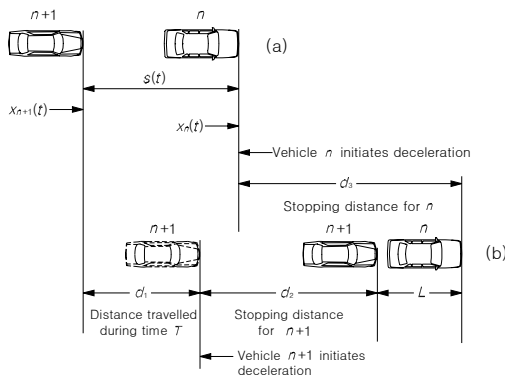 n+1
n
(a)
s(t)
xn+1(t)
xn(t)
Vehicle n initiates deceleration
d3
Stopping distance for n
n+1
n+1
n
(b)
d1
d2
L
Distance travelled
during time T
Stopping distance
for n+1
Vehicle n+1 initiates
deceleration